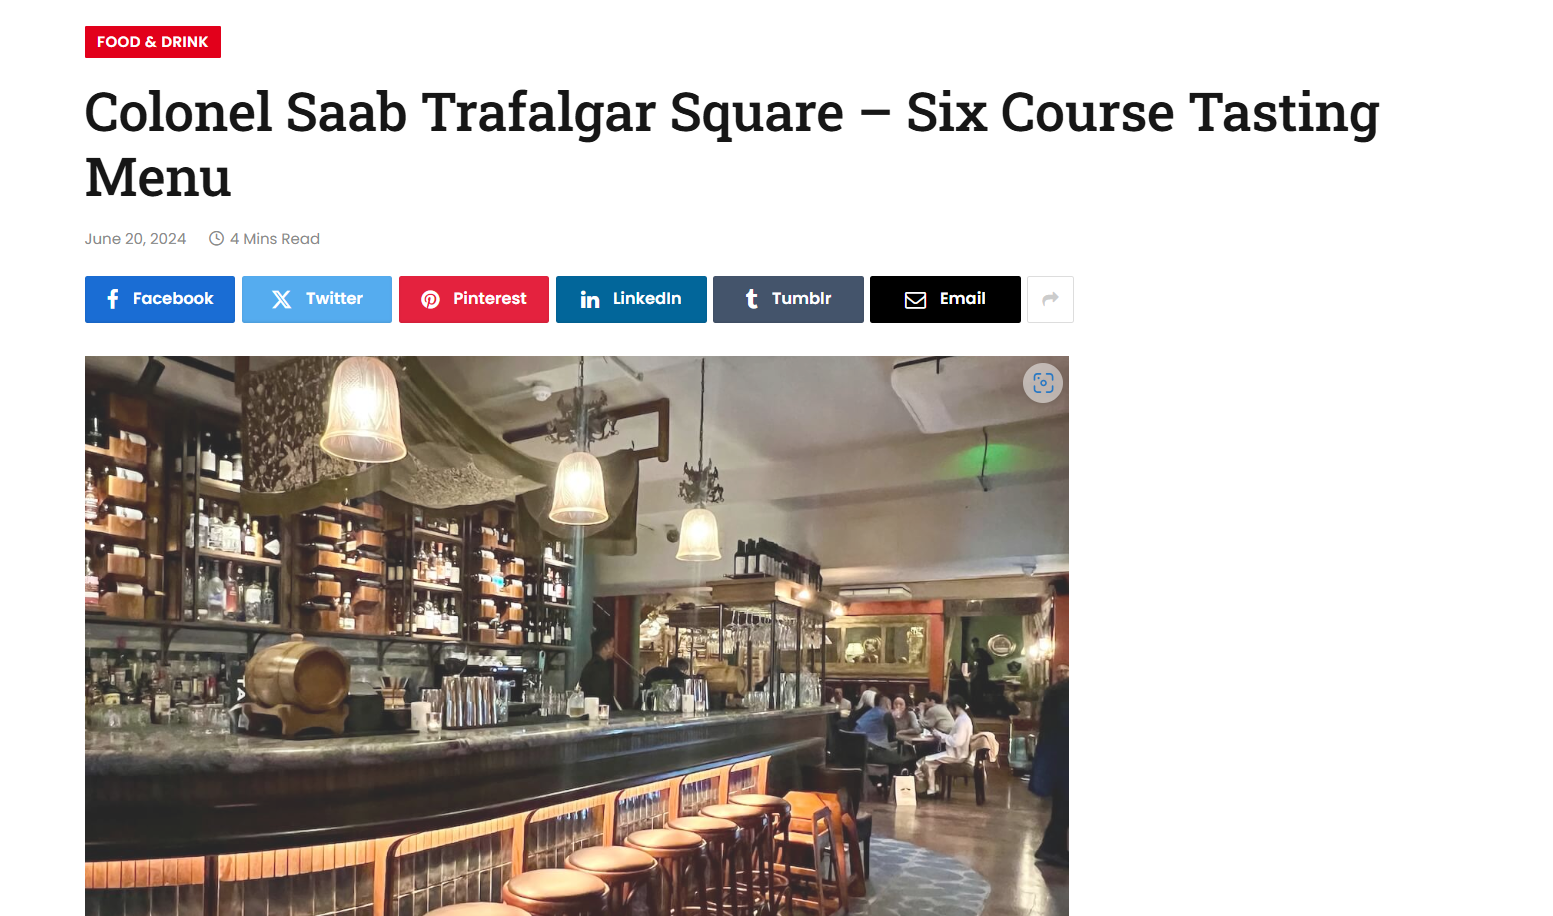 FOOD & DRINK
Colonel Saab Trafalgar Square – Six Course Tasting
Menu
June 20, 2024 4 Mins Read
Facebook Twitter Pinterest LinkedIn Tumblr Email